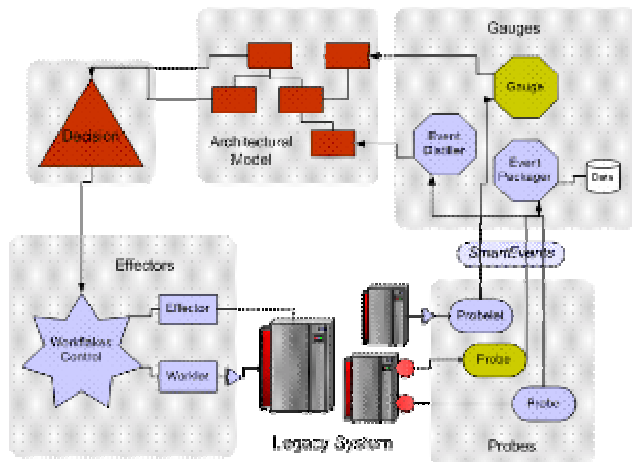 Gauges
Gauge
Decision
Architectural
Model
Event
Distiller
Event
Packager
Data
SmartEvents
Effectors
Effector
Workflakes
Control
Worklet
Probelet
Probe
Probe
Legacy System
Probes